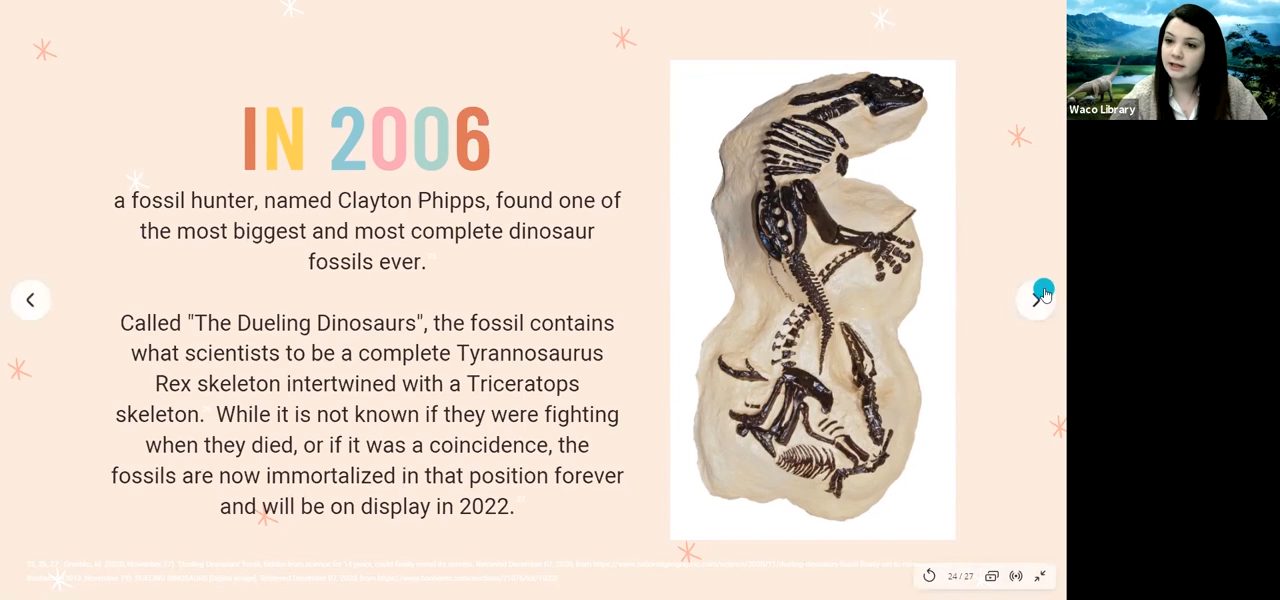 IN 2006
a fossil hunter, named Clayton Phipps, found one of
the most biggest and most complete dinosaur
fossils ever.
Called "The Dueling Dinosaurs", the fossil contains
what scientists to be a complete Tyrannosaurus
Rex skeleton intertwined with a Triceratops
skeleton. While it is not known if they were fighting
when they died, or if it was a coincidence, the
fossils are now immortalized in that position forever
and will be on display in 2022.
Waco Library
24 / 27